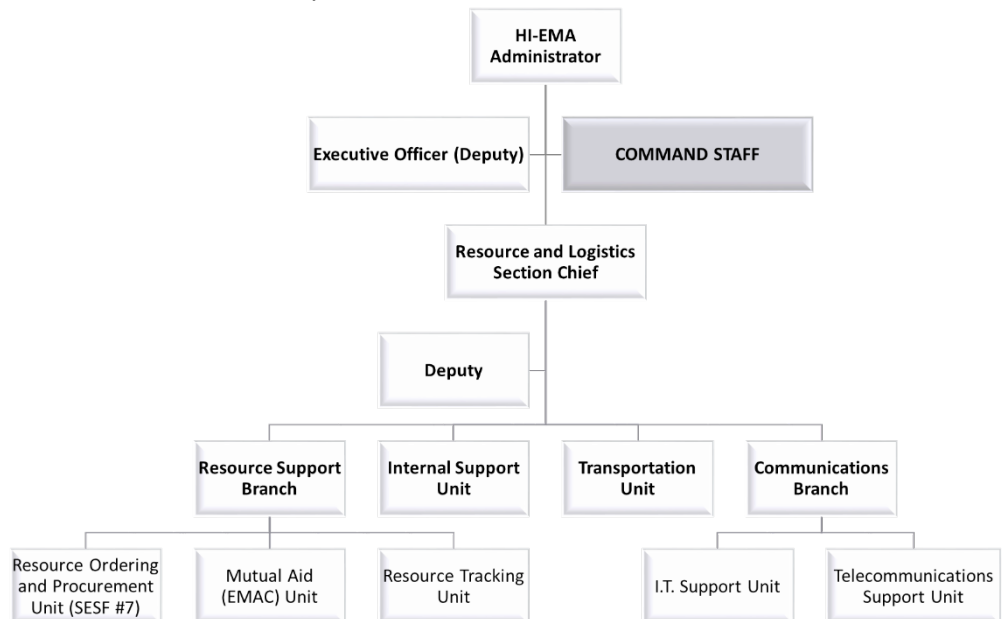 HI-EMA
Administrator
Executive Officer (Deputy)
COMMAND STAFF
Resource and Logistics
Section Chief
Deputy
Resource Support
Branch
Internal Support
Unit
Transportation
Unit
Communications
Branch
Resource Ordering
and Procurement
Unit (SESF #7)
Mutual Aid
(EMAC) Unit
Resource Tracking
Unit
I.T. Support Unit
Telecommunications
Support Unit